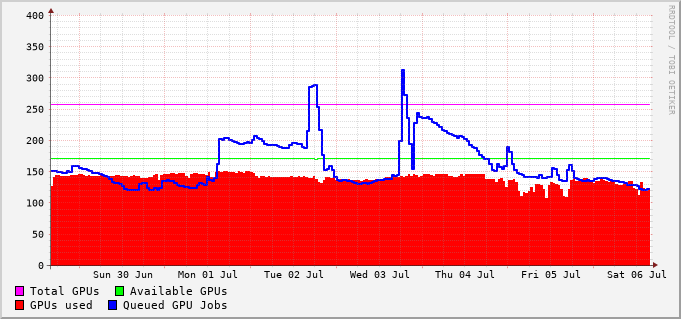 400
350
300
250
200
150
100
50
0
Sun 30 Jun Mon 01 Jul Tue 02 Jul Wed 03 Jul Thu 04 Jul Fri 05 Jul Sat 06 Jul
Total GPUs Available GPUs
GPUs used Queued GPU Jobs
RRDTOOL / TOBI OETIKER